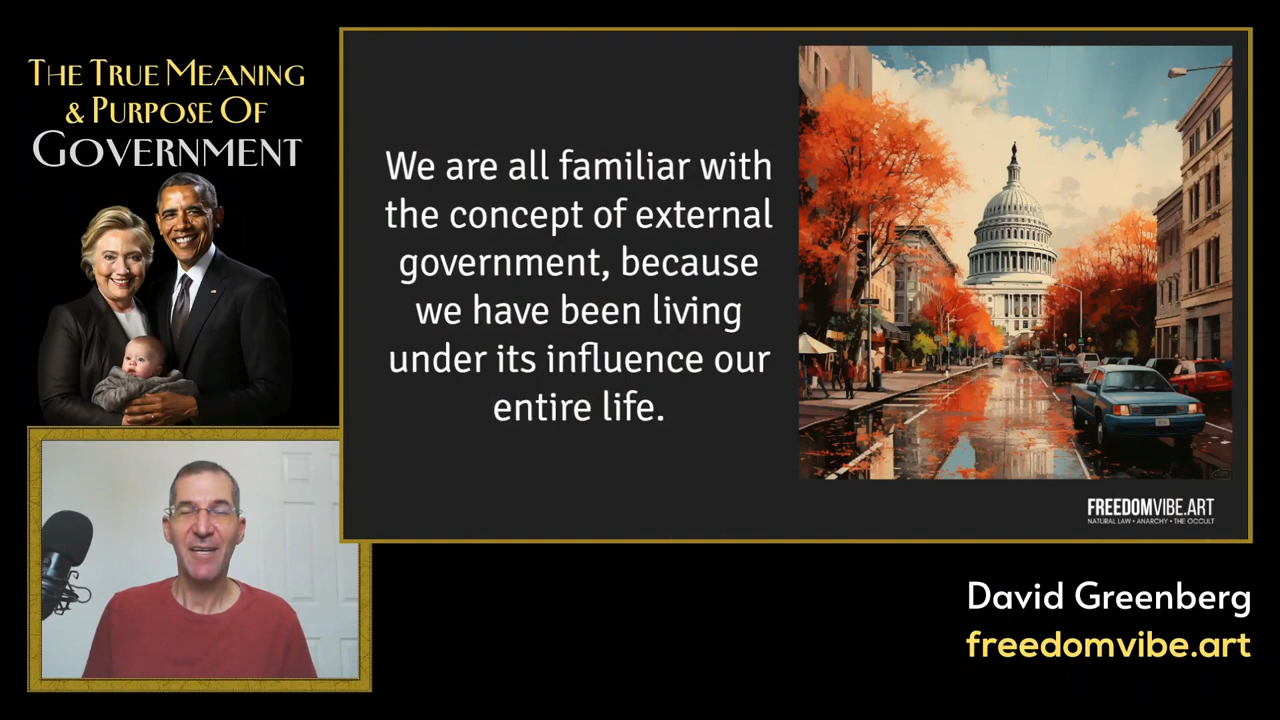 THE TRUE MEANING
& PURPOSE OF
GOVERNMENT
We are all familiar with
the concept of external
government, because
we have been living
under its influence our
entire life.
FREEDOMVIBE.ART
NATURAL LAW • ANARCHY • THE OCCULT
David Greenberg
freedomvibe.art